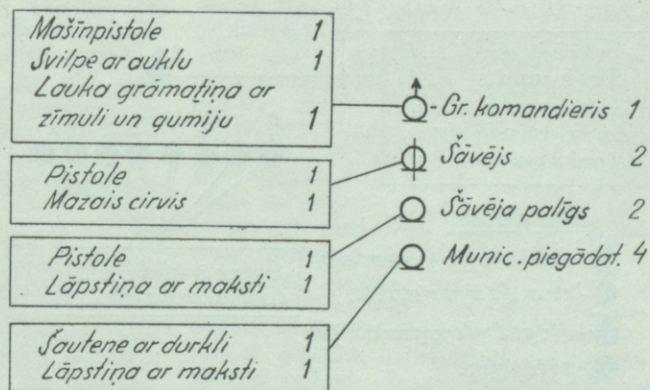 Mašīnpistole 1
Svilpe ar auklu 1
Lauka grāmatiņa ar
zīmuli un gumiju 1
Gr. komandieris 1
Pistole 1
Mazais cirvis 1
Šāvējs 2
Pistole 1
Lāpstiņa ar maksti 1
Šāvēja palīgs 2
Šautene ar durkli 1
Lāpstiņa ar maksti 1
Munic. piegādat. 4